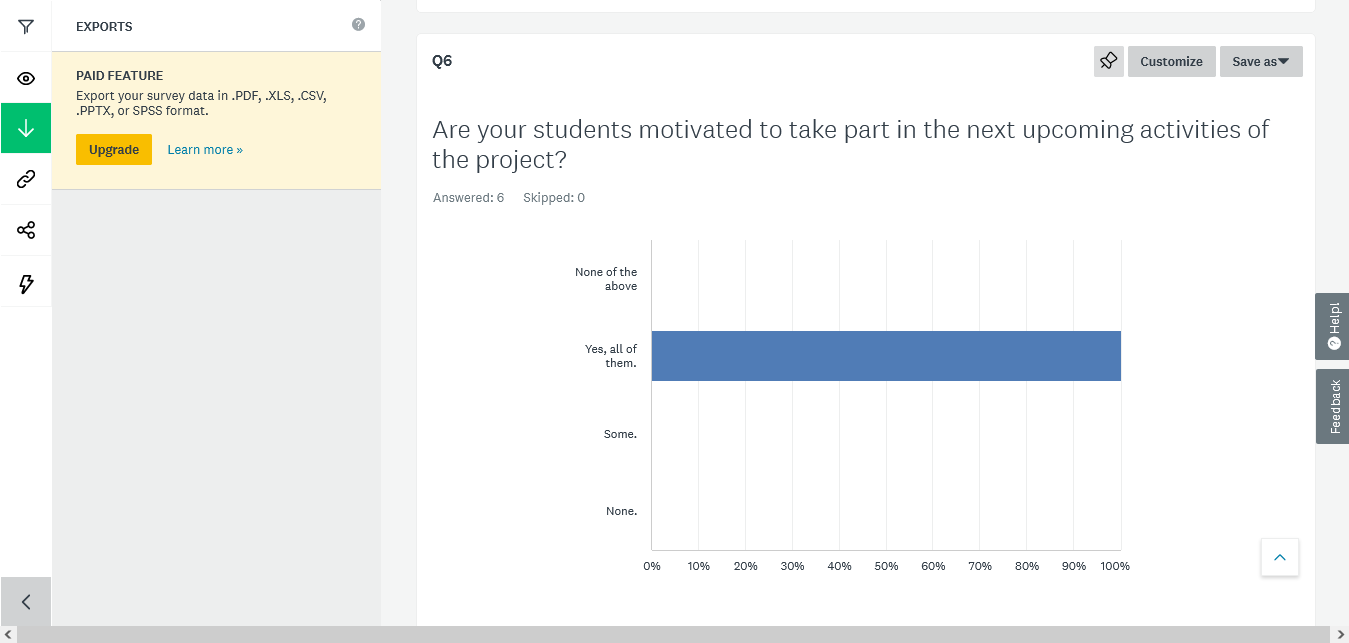 EXPORTS
?
PAID FEATURE
Export your survey data in .PDF, .XLS, .CSV,
.PPTX, or SPSS format.
Upgrade
Learn more »
Q6
Customize
Save as
Are your students motivated to take part in the next upcoming activities of
the project?
Answered: 6 Skipped: 0
None of the
above
Yes, all of
them.
Some.
None.
0% 10% 20% 30% 40% 50% 60% 70% 80% 90% 100%
? Help!
Feedback